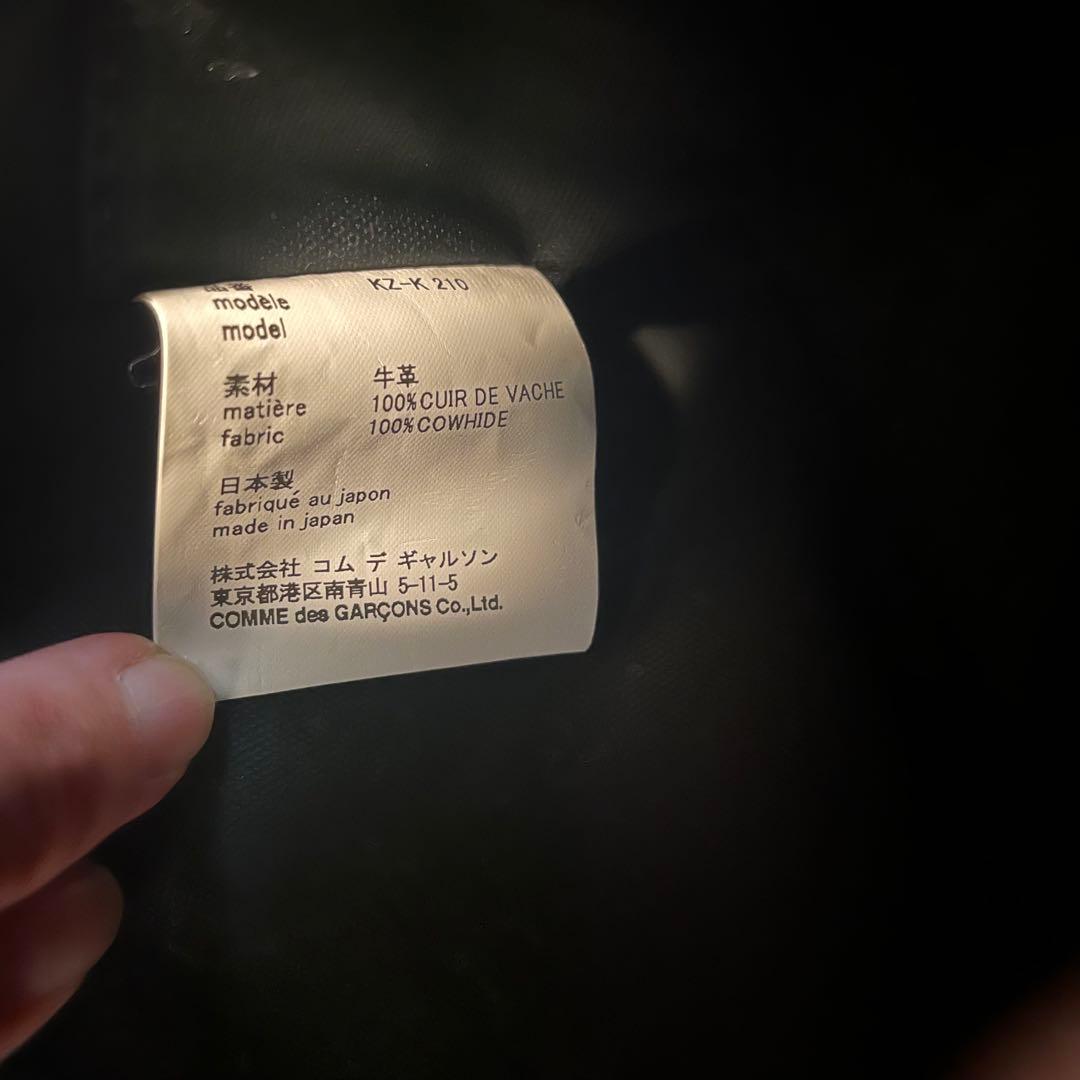 品番 KZ-K 210
modèle
model
素材 牛革
matière 100%CUIR DE VACHE
fabric 100%COWHIDE
日本製
fabriqué au japon
made in japan
株式会社 コム デ ギャルソン
東京都港区南青山 5-11-5
COMME des GARÇONS Co.,Ltd.